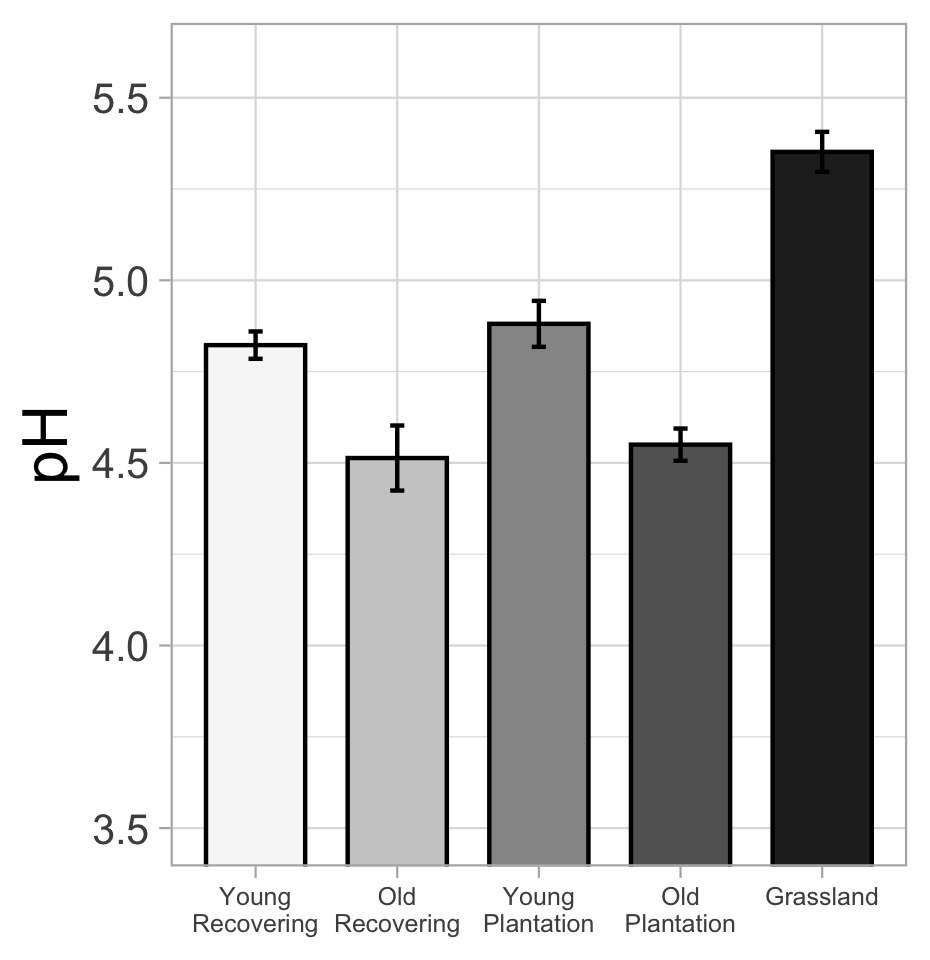 pH
5.5
5.0
4.5
4.0
3.5
Young
Recovering
Old
Recovering
Young
Plantation
Old
Plantation
Grassland